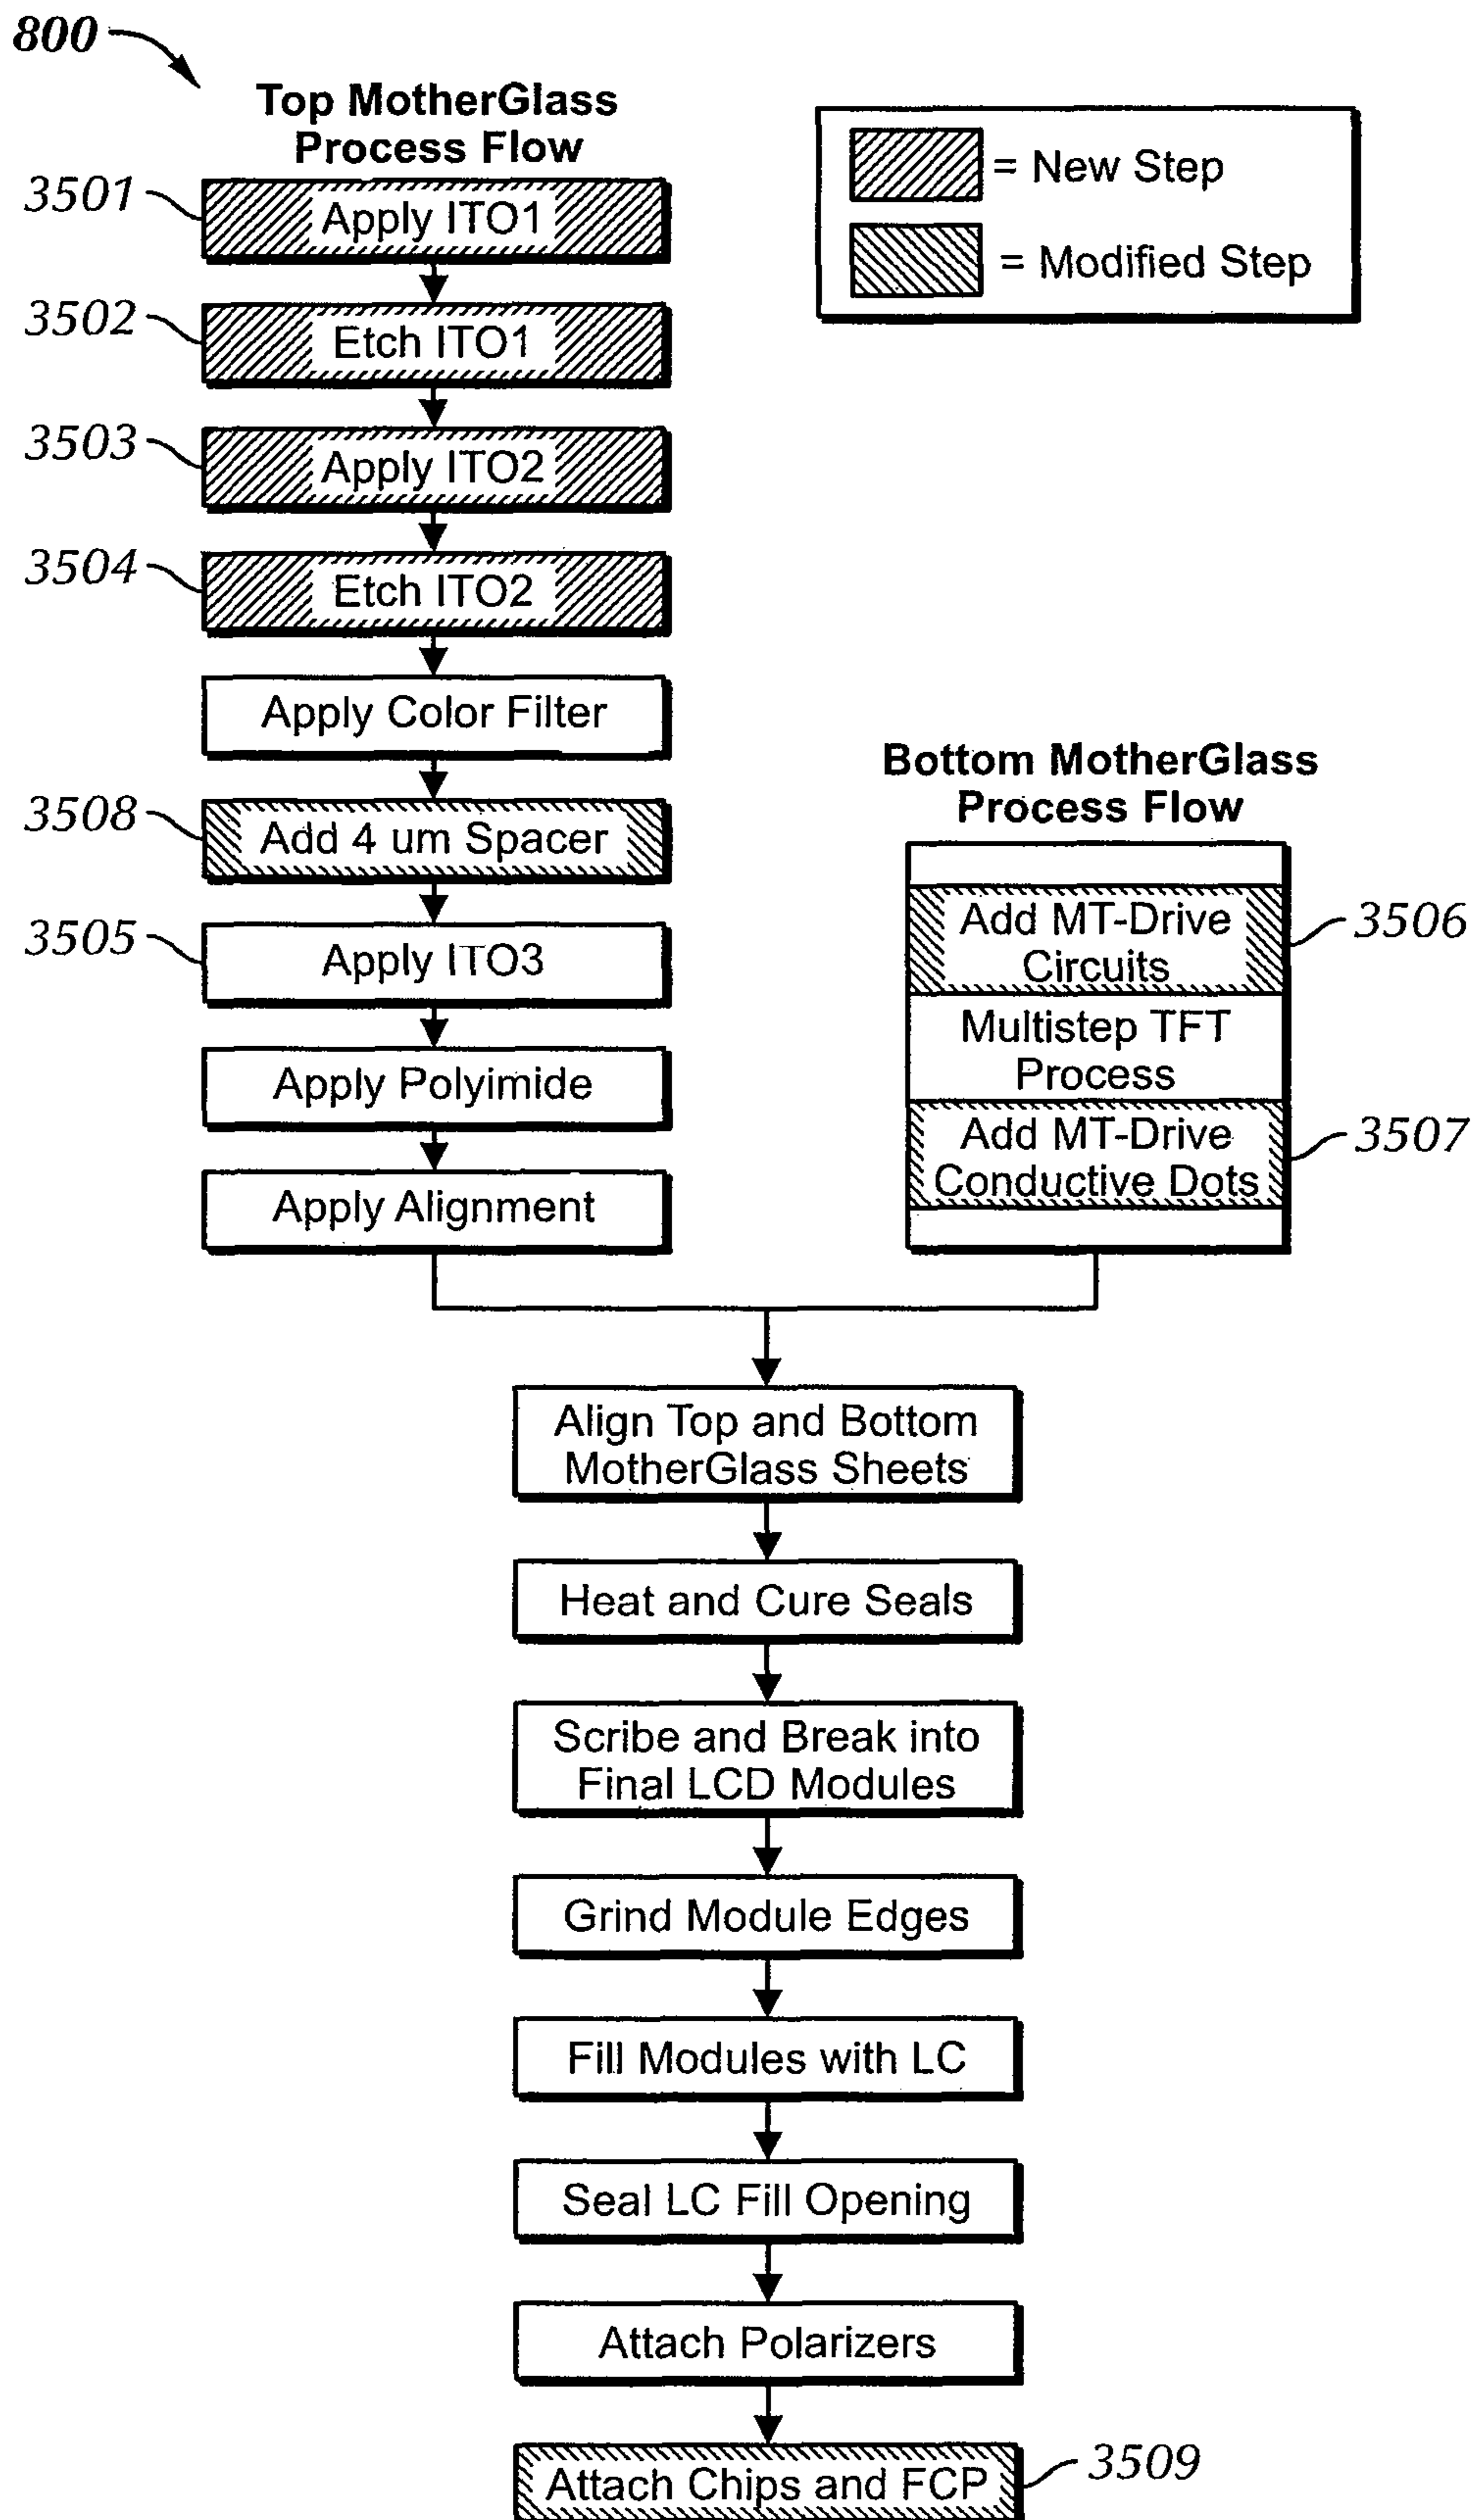 800
Top MotherGlass
Process Flow
= New Step
= Modified Step
3501
Apply ITO1
3502
Etch ITO1
3503
Apply ITO2
3504
Etch ITO2
Apply Color Filter
3508
Add 4 um Spacer
3505
Apply ITO3
Apply Polyimide
Apply Alignment
Bottom MotherGlass
Process Flow
Add MT-Drive
Circuits
3506
Multistep TFT
Process
Add MT-Drive
Conductive Dots
3507
Align Top and Bottom
MotherGlass Sheets
Heat and Cure Seals
Scribe and Break into
Final LCD Modules
Grind Module Edges
Fill Modules with LC
Seal LC Fill Opening
Attach Polarizers
Attach Chips and FCP
3509